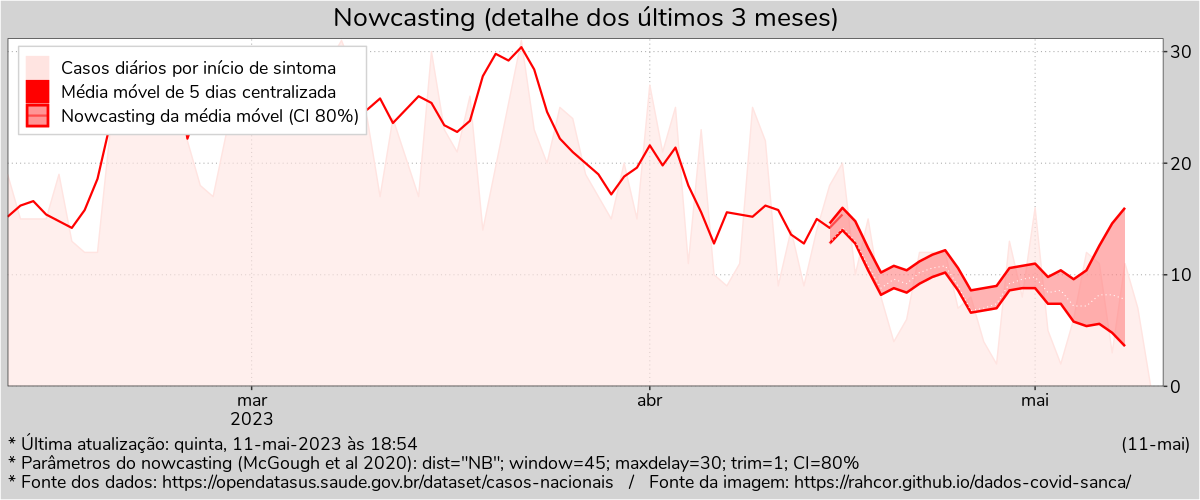 Nowcasting (detalhe dos últimos 3 meses)
Casos diários por início de sintoma
Média móvel de 5 dias centralizada
Nowcasting da média móvel (CI 80%)
30
20
10
0
mar
2023
abr
mai
* Última atualização: quinta, 11-mai-2023 às 18:54
(11-mai)
* Parâmetros do nowcasting (McGough et al 2020): dist="NB"; window=45; maxdelay=30; trim=1; CI=80%
* Fonte dos dados: https://opendatasus.saude.gov.br/dataset/casos-nacionais / Fonte da imagem: https://rahcor.github.io/dados-covid-sanca/